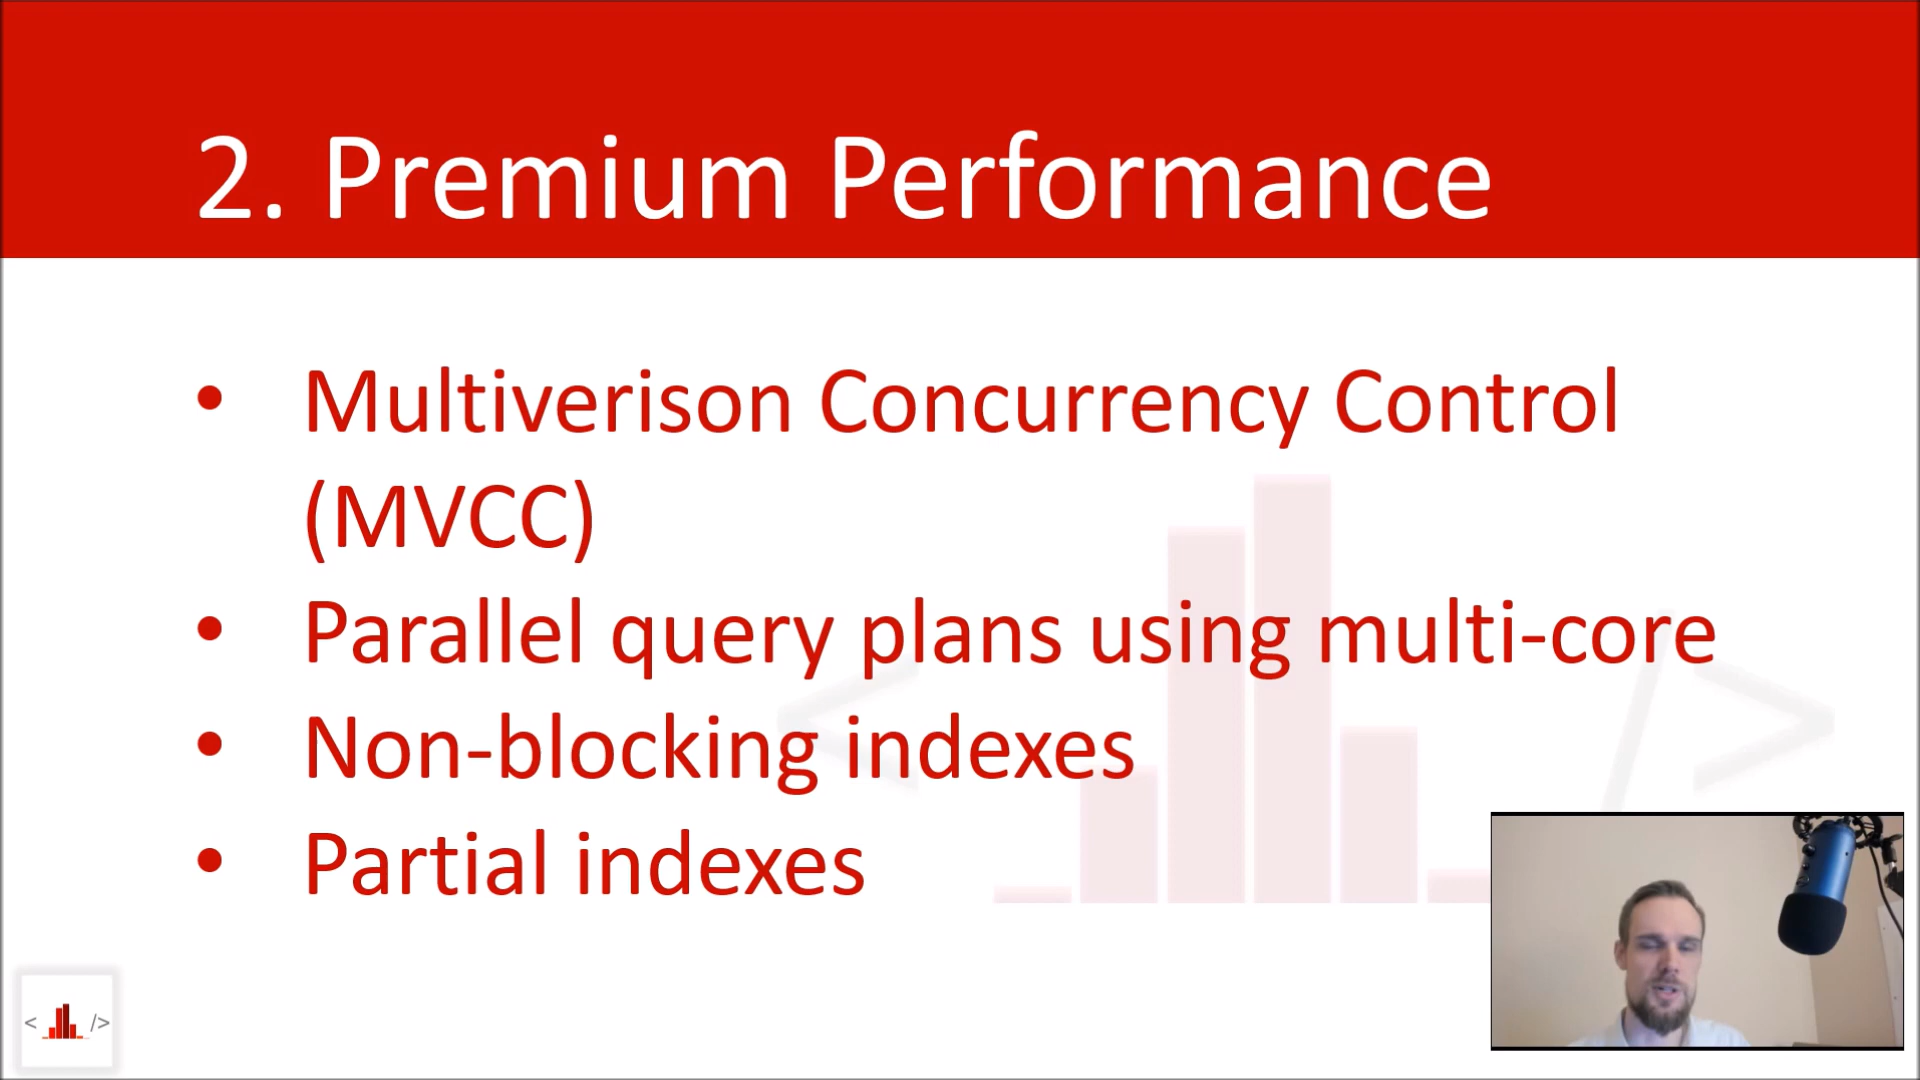 2. Premium Performance
• Multiverison Concurrency Control
(MVCC)
• Parallel query plans using multi-core
• Non-blocking indexes
• Partial indexes
< />